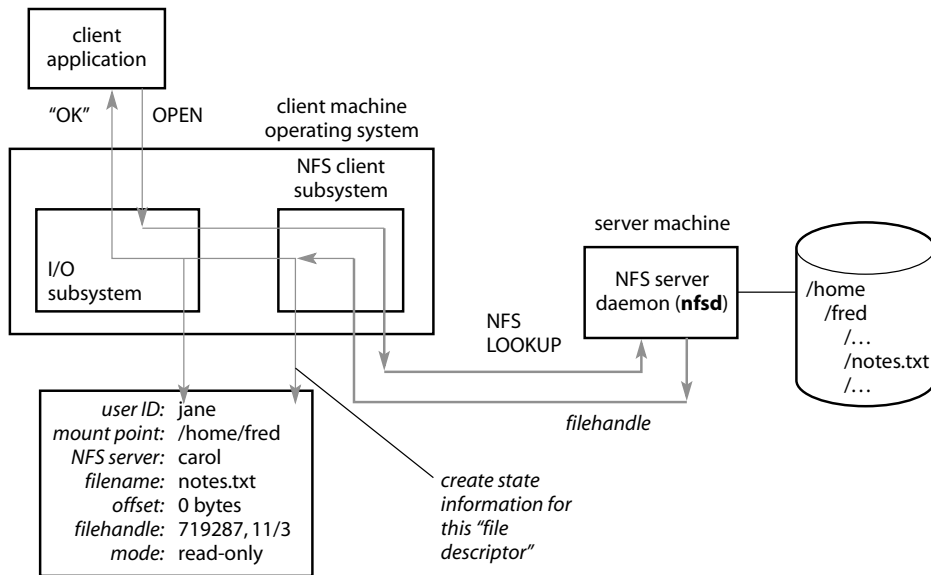 client
application
“OK”
OPEN
client machine
operating system
NFS client
subsystem
I/O
subsystem
server machine
NFS server
daemon (nfsd)
/home
/fred
/…
/notes.txt
/…
NFS
LOOKUP
filehandle
user ID: jane
mount point: /home/fred
NFS server: carol
filename: notes.txt
offset: 0 bytes
filehandle: 719287, 11/3
mode: read-only
create state
information for
this “file
descriptor”